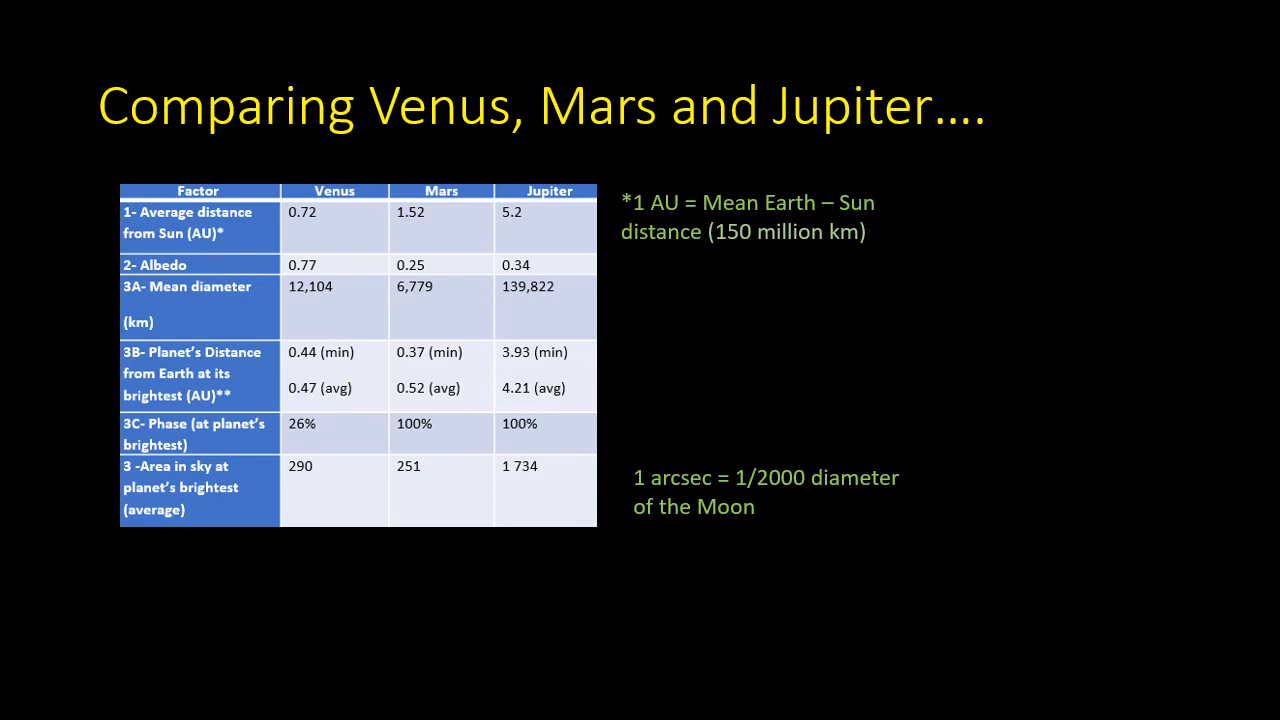 Comparing Venus, Mars and Jupiter….
Factor Venus Mars Jupiter
1- Average distance 0.72 1.52 5.2
from Sun (AU)*
2- Albedo 0.77 0.25 0.34
3A- Mean diameter 12,104 6,779 139,822
(km)
3B- Planet's Distance 0.44 (min) 0.37 (min) 3.93 (min)
from Earth at its
brightest (AU)** 0.47 (avg) 0.52 (avg) 4.21 (avg)
3C- Phase (at planet's 26% 100% 100%
brightest)
3 -Area in sky at 290 251 1 734
planet's brightest
(average)
*1 AU = Mean Earth – Sun
distance (150 million km)
1 arcsec = 1/2000 diameter
of the Moon